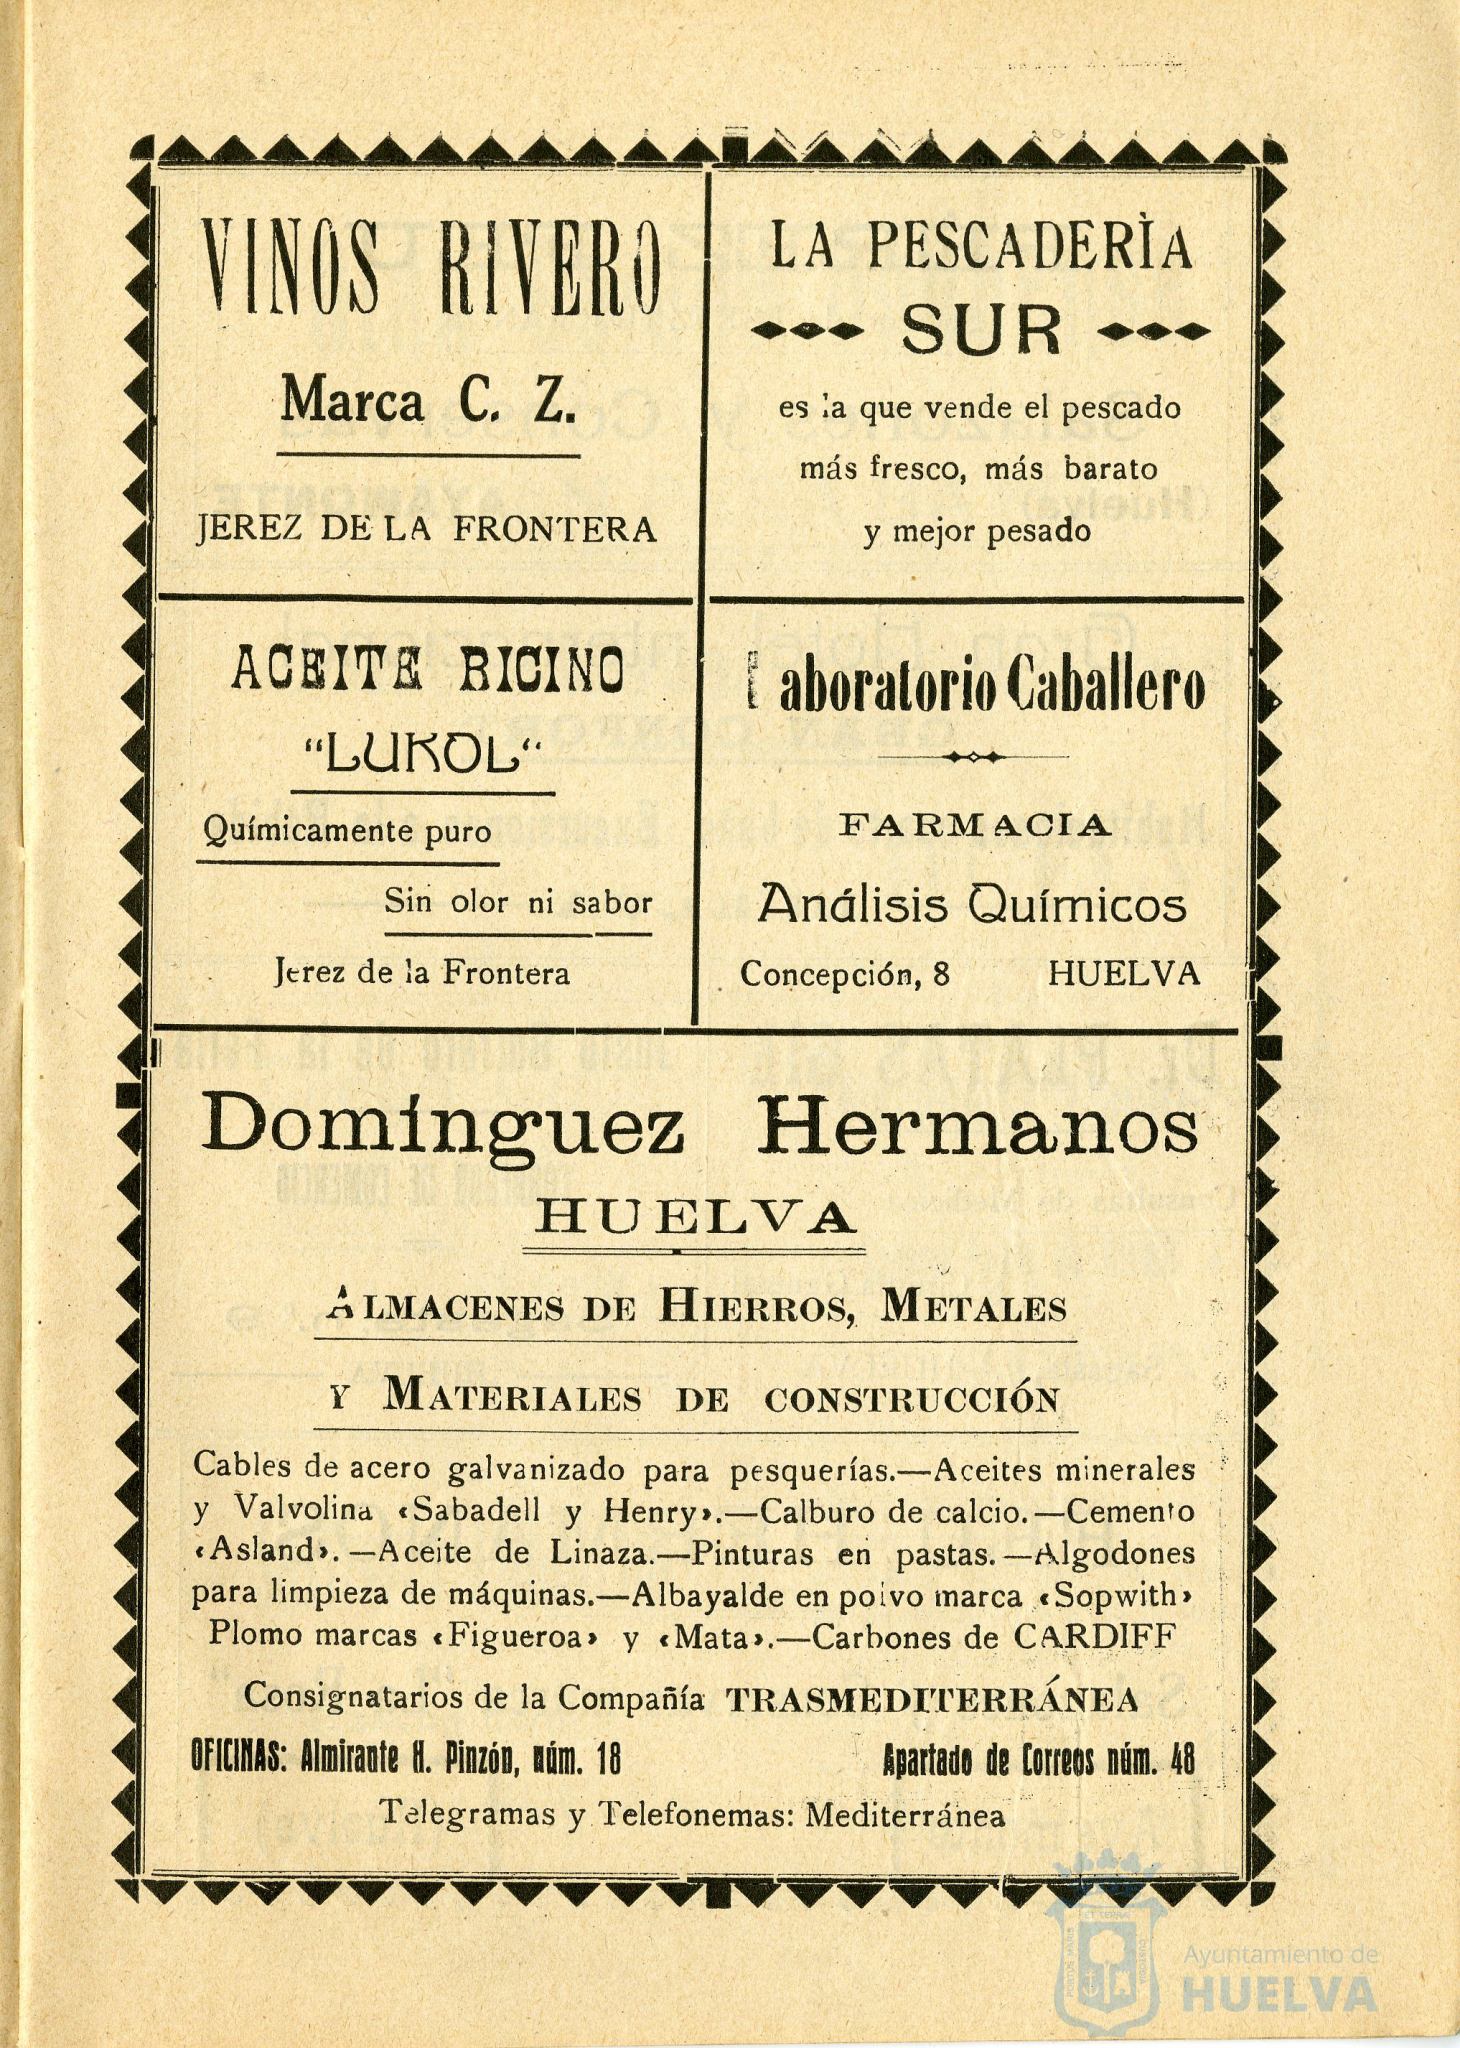 VINOS RIVERO
Marca C. Z.
JEREZ DE LA FRONTERA
LA PESCADERÌA
SUR
es la que vende el pescado
más fresco, más barato
y mejor pesado
ACEITE RICINO
"LUKOL"
Químicamente puro
Sin olor ni sabor
Jerez de la Frontera
Laboratorio Caballero
FARMACIA
Análisis Químicos
Concepción, 8 HUELVA
Domínguez Hermanos
HUELVA
ALMACENES DE HIERROS, METALES
Y MATERIALES DE CONSTRUCCIÓN
Cables de acero galvanizado para pesquerías.—Aceites minerales
y Valvolina «Sabadell y Henry».—Calburo de calcio.—Cemento
«Asland».—Aceite de Linaza.—Pinturas en pastas.—Algodones
para limpieza de máquinas.—Albayalde en polvo marca «Sopwith»
Plomo marcas «Figueroa» y «Mata».—Carbones de CARDIFF
Consignatarios de la Compañía TRASMEDITERRÁNEA
OFICINAS: Almirante H. Pinzón, núm. 18 Apartado de Correos núm. 48
Telegramas y Telefonemas: Mediterránea
Ayuntamiento de
HUELVA